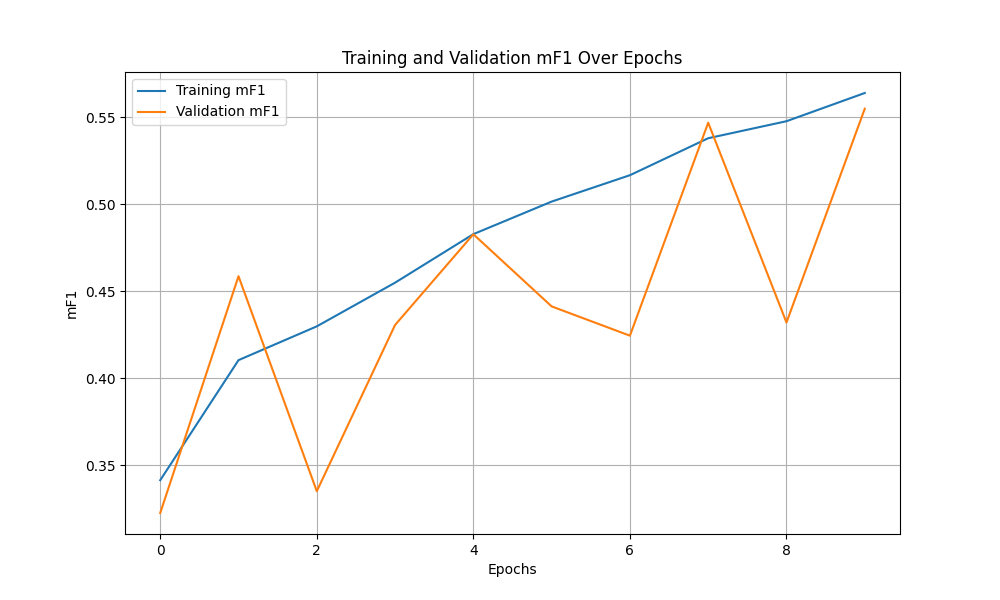 Training and Validation mF1 Over Epochs
Training mF1
Validation mF1
0.55
0.50
0.45
0.40
0.35
mF1
0 2 4 6 8
Epochs